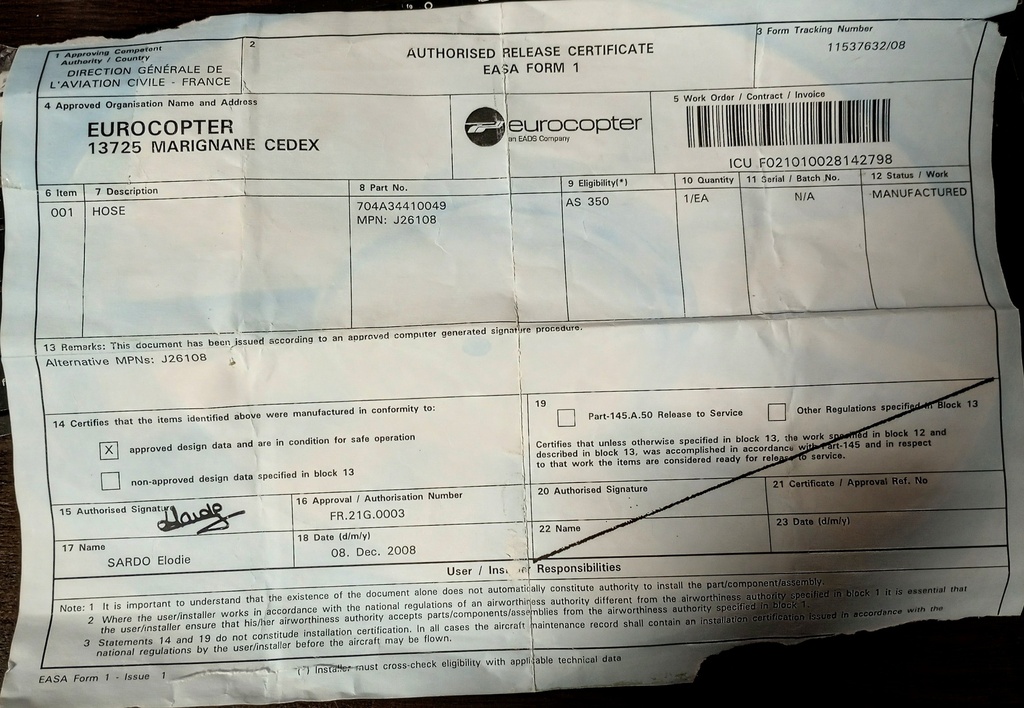 1 Approving Competent
Authority / Country
DIRECTION GÉNÉRALE DE
L'AVIATION CIVILE - FRANCE
2
AUTHORISED RELEASE CERTIFICATE
EASA FORM 1
3 Form Tracking Number
11537632/08
4 Approved Organisation Name and Address
EUROCOPTER
13725 MARIGNANE CEDEX
eurocopter
an EADS Company
5 Work Order / Contract / Invoice
ICU F021010028142798
6 Item
7 Description
8 Part No.
9 Eligibility(*)
10 Quantity
11 Serial / Batch No.
12 Status / Work
001
HOSE
704A34410049
MPN: J26108
AS 350
1/EA
N/A
MANUFACTURED
13 Remarks: This document has been issued according to an approved computer generated signature procedure.
Alternative MPNs: J26108
14 Certifies that the items identified above were manufactured in conformity to:
X approved design data and are in condition for safe operation
non-approved design data specified in block 13
19
Part-145.A.50 Release to Service
Other Regulations specified in Block 13
Certifies that unless otherwise specified in block 13, the work specified in block 12 and
described in block 13, was accomplished in accordance with Part-145 and in respect
to that work the items are considered ready for release to service.
15 Authorised Signature
16 Approval / Authorisation Number
FR.21G.0003
20 Authorised Signature
21 Certificate / Approval Ref. No
17 Name
SARDO Elodie
18 Date (d/m/y)
08. Dec. 2008
22 Name
23 Date (d/m/y)
User / Installer Responsibilities
Note: 1 It is important to understand that the existence of the document alone does not automatically constitute authority to install the part/component/assembly.
2 Where the user/installer works in accordance with the national regulations of an airworthiness authority different from the airworthiness authority specified in block 1 it is essential that
the user/installer ensure that his/her airworthiness authority accepts parts/components/assemblies from the airworthiness authority specified in block 1.
3 Statements 14 and 19 do not constitude installation certification. In all cases the aircraft maintenance record shall contain an installation certification issued in accordance with the
national regulations by the user/installer before the aircraft may be flown.
(*) Installer must cross-check eligibility with applicable technical data
EASA Form 1 - Issue 1